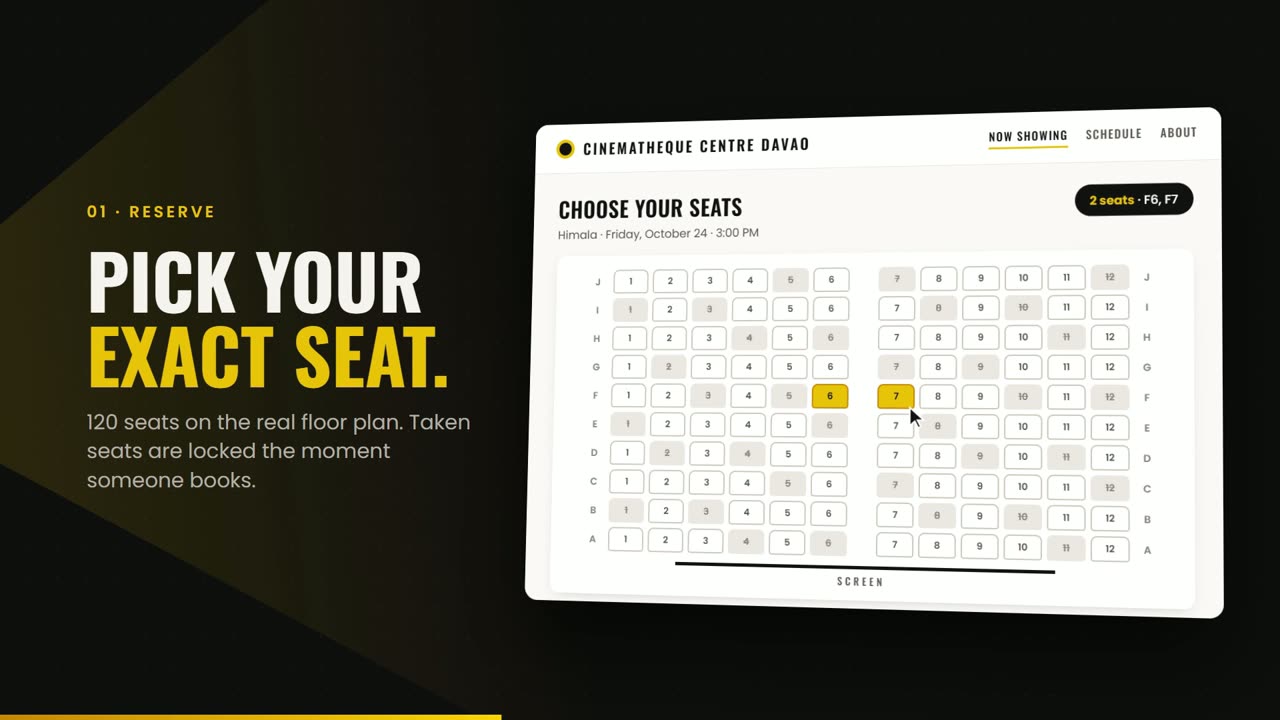 01 · RESERVE
PICK YOUR
EXACT SEAT.
120 seats on the real floor plan. Taken
seats are locked the moment
someone books.
CINEMATHEQUE CENTRE DAVAO
NOW SHOWING SCHEDULE ABOUT
CHOOSE YOUR SEATS
Himala · Friday, October 24 · 3:00 PM
2 seats · F6, F7
J 1 2 3 4 5 6 7 8 9 10 11 12 J
I 1 2 3 4 5 6 7 8 9 10 11 12 I
H 1 2 3 4 5 6 7 8 9 10 11 12 H
G 1 2 3 4 5 6 7 8 9 10 11 12 G
F 1 2 3 4 5 6 7 8 9 10 11 12 F
E 1 2 3 4 5 6 7 8 9 10 11 12 E
D 1 2 3 4 5 6 7 8 9 10 11 12 D
C 1 2 3 4 5 6 7 8 9 10 11 12 C
B 1 2 3 4 5 6 7 8 9 10 11 12 B
A 1 2 3 4 5 6 7 8 9 10 11 12 A
SCREEN